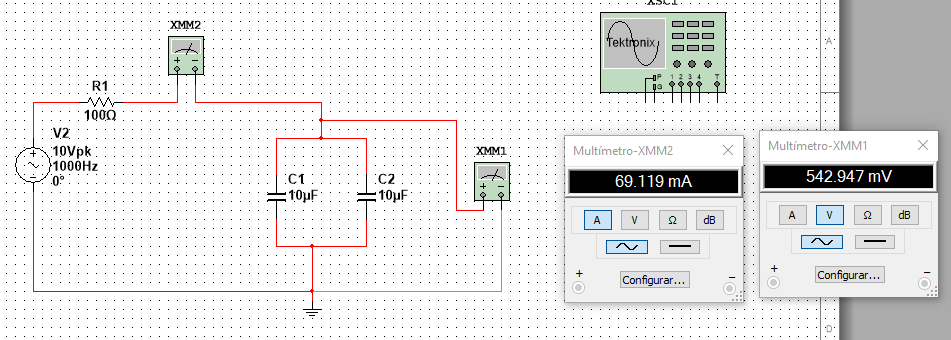 XSC1
XMM2
A
Tektronix
P
G
1 2 3 4 T
R1
100Ω
V2
10Vpk
1000Hz
0°
C1
10µF
C2
10µF
XMM1
Multímetro-XMM2
69.119 mA
A V Ω dB
+ Configurar... −
Multímetro-XMM1
542.947 mV
A V Ω dB
+ Configurar... −
D